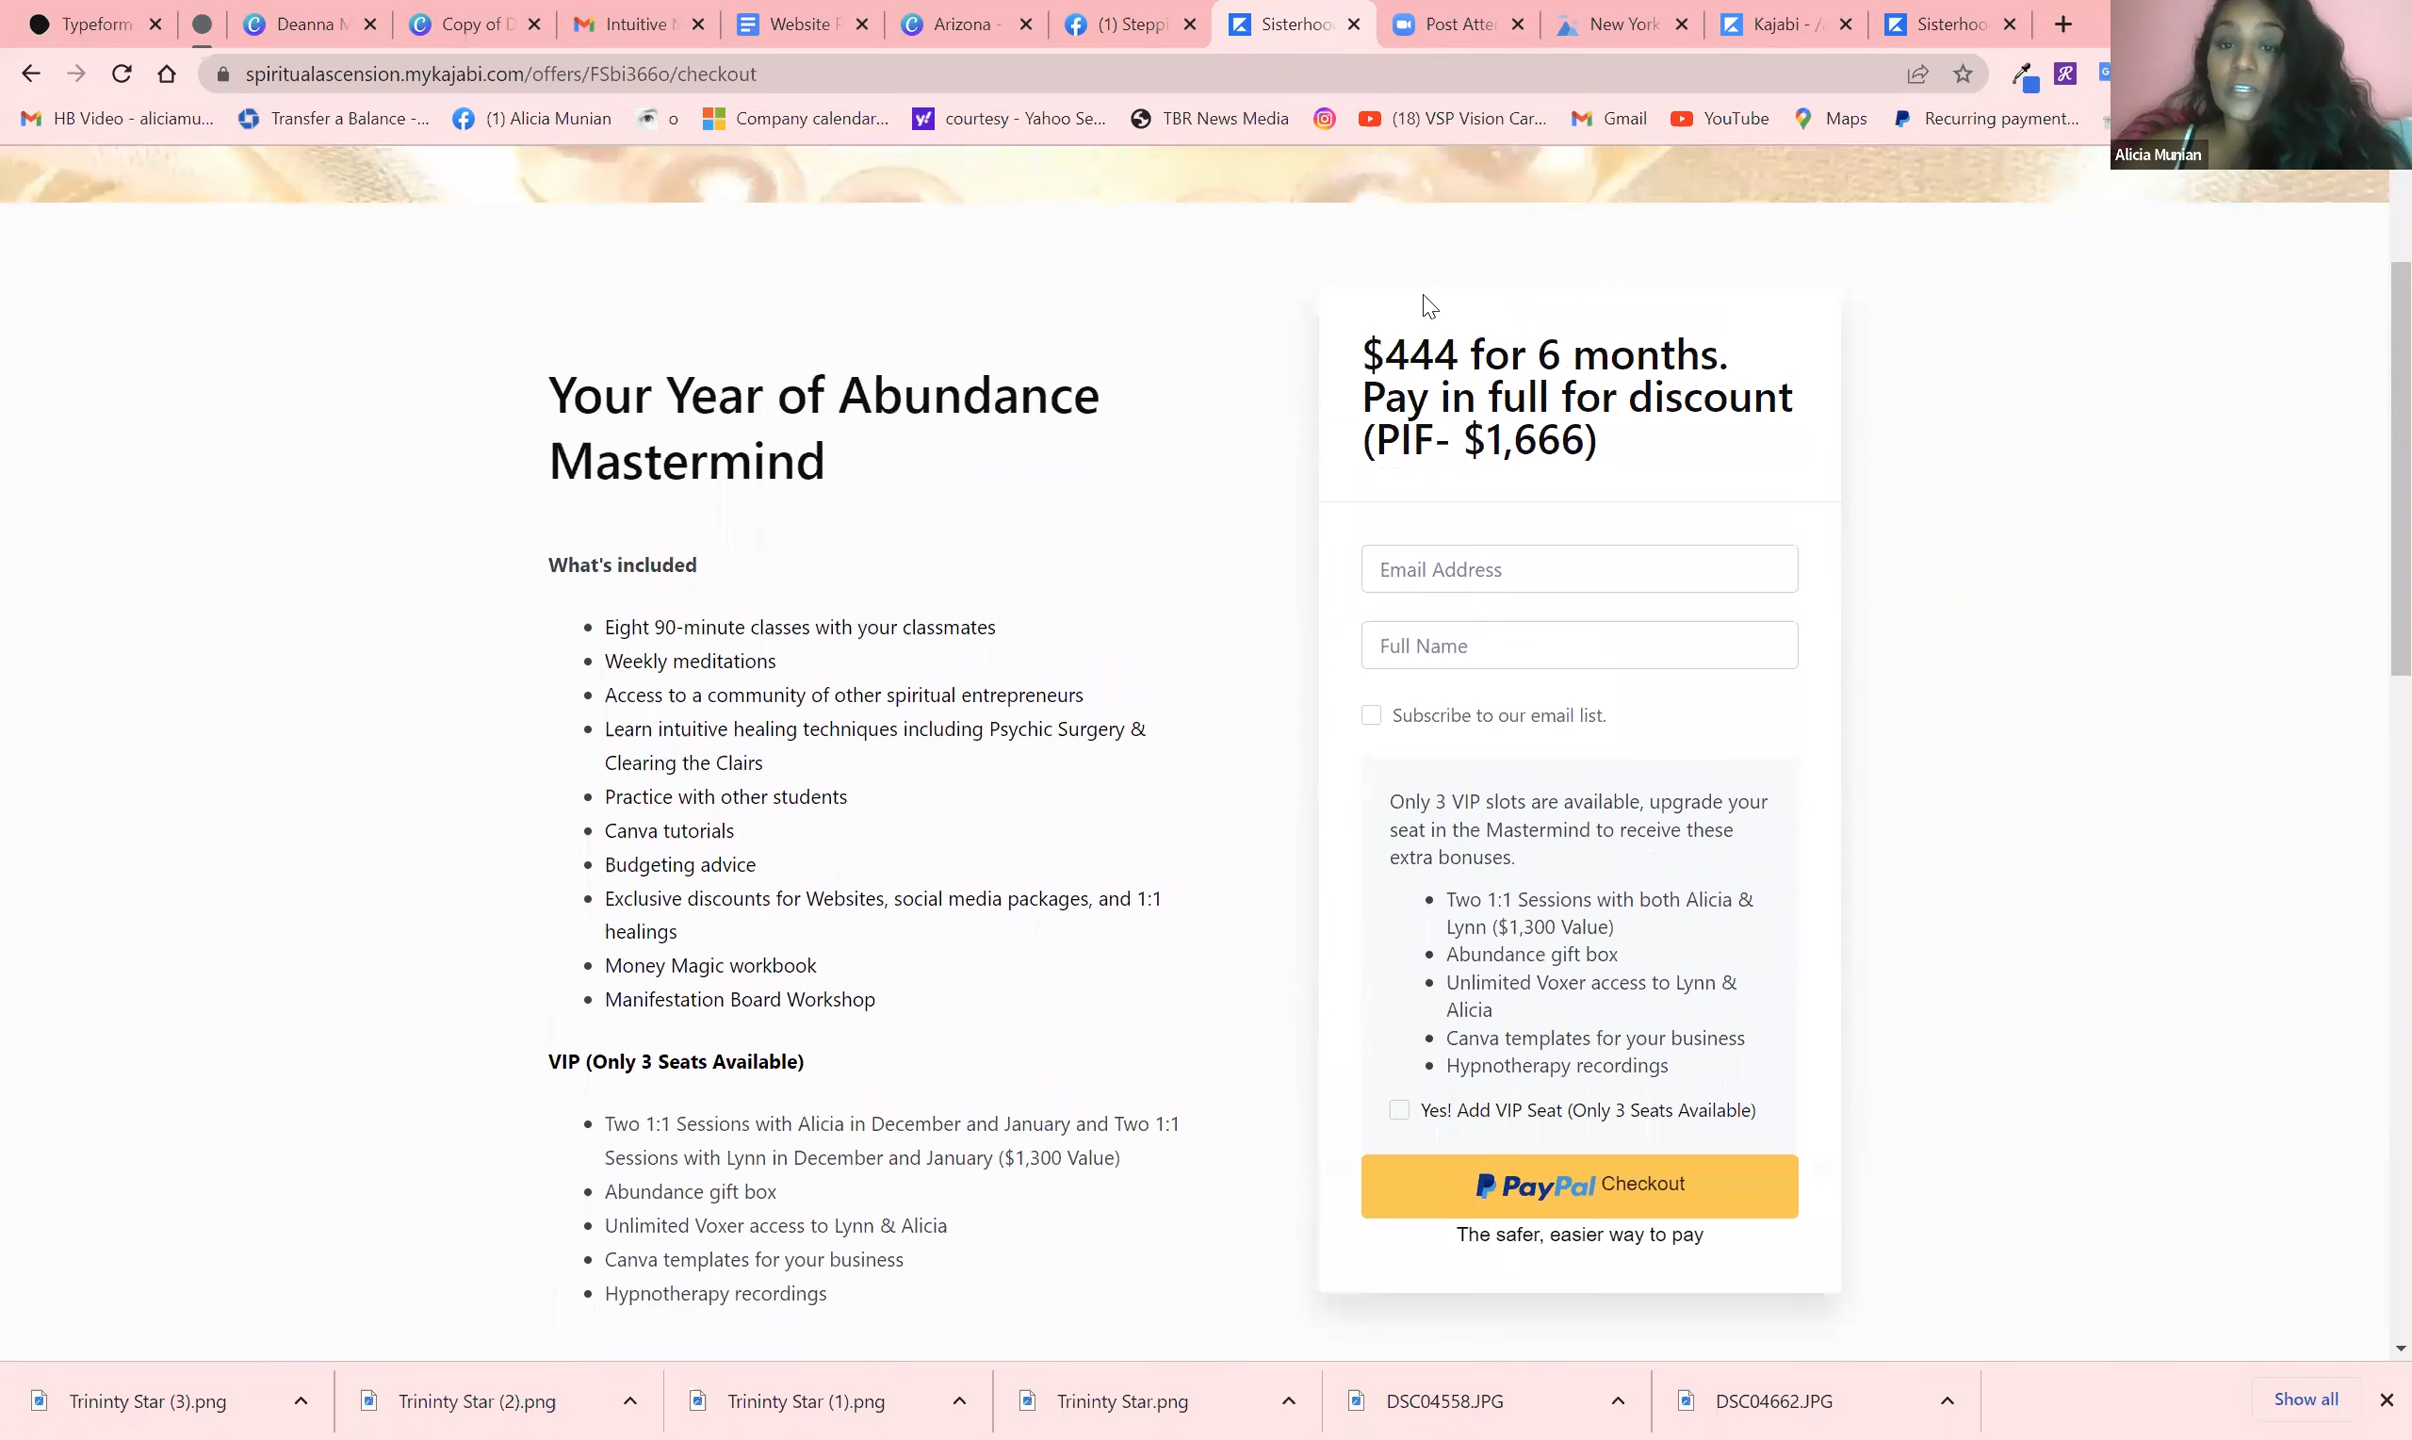 Typeform
Deanna M
Copy of D
Intuitive M
Website P
Arizona -
(1) Steppi
Sisterhoo
Post Atte
New York
Kajabi - /a
Sisterhoo
spiritualascension.mykajabi.com/offers/FSbi366o/checkout
HB Video - aliciamu...
Transfer a Balance -...
(1) Alicia Munian
o
Company calendar...
courtesy - Yahoo Se...
TBR News Media
(18) VSP Vision Car...
Gmail
YouTube
Maps
Recurring payment...
Alicia Munian
Your Year of Abundance
Mastermind
What's included
Eight 90-minute classes with your classmates
Weekly meditations
Access to a community of other spiritual entrepreneurs
Learn intuitive healing techniques including Psychic Surgery &
Clearing the Clairs
Practice with other students
Canva tutorials
Budgeting advice
Exclusive discounts for Websites, social media packages, and 1:1
healings
Money Magic workbook
Manifestation Board Workshop
VIP (Only 3 Seats Available)
Two 1:1 Sessions with Alicia in December and January and Two 1:1
Sessions with Lynn in December and January ($1,300 Value)
Abundance gift box
Unlimited Voxer access to Lynn & Alicia
Canva templates for your business
Hypnotherapy recordings
$444 for 6 months.
Pay in full for discount
(PIF- $1,666)
Email Address
Full Name
Subscribe to our email list.
Only 3 VIP slots are available, upgrade your
seat in the Mastermind to receive these
extra bonuses.
Two 1:1 Sessions with both Alicia &
Lynn ($1,300 Value)
Abundance gift box
Unlimited Voxer access to Lynn &
Alicia
Canva templates for your business
Hypnotherapy recordings
Yes! Add VIP Seat (Only 3 Seats Available)
PayPal Checkout
The safer, easier way to pay
Trininty Star (3).png
Trininty Star (2).png
Trininty Star (1).png
Trininty Star.png
DSC04558.JPG
DSC04662.JPG
Show all